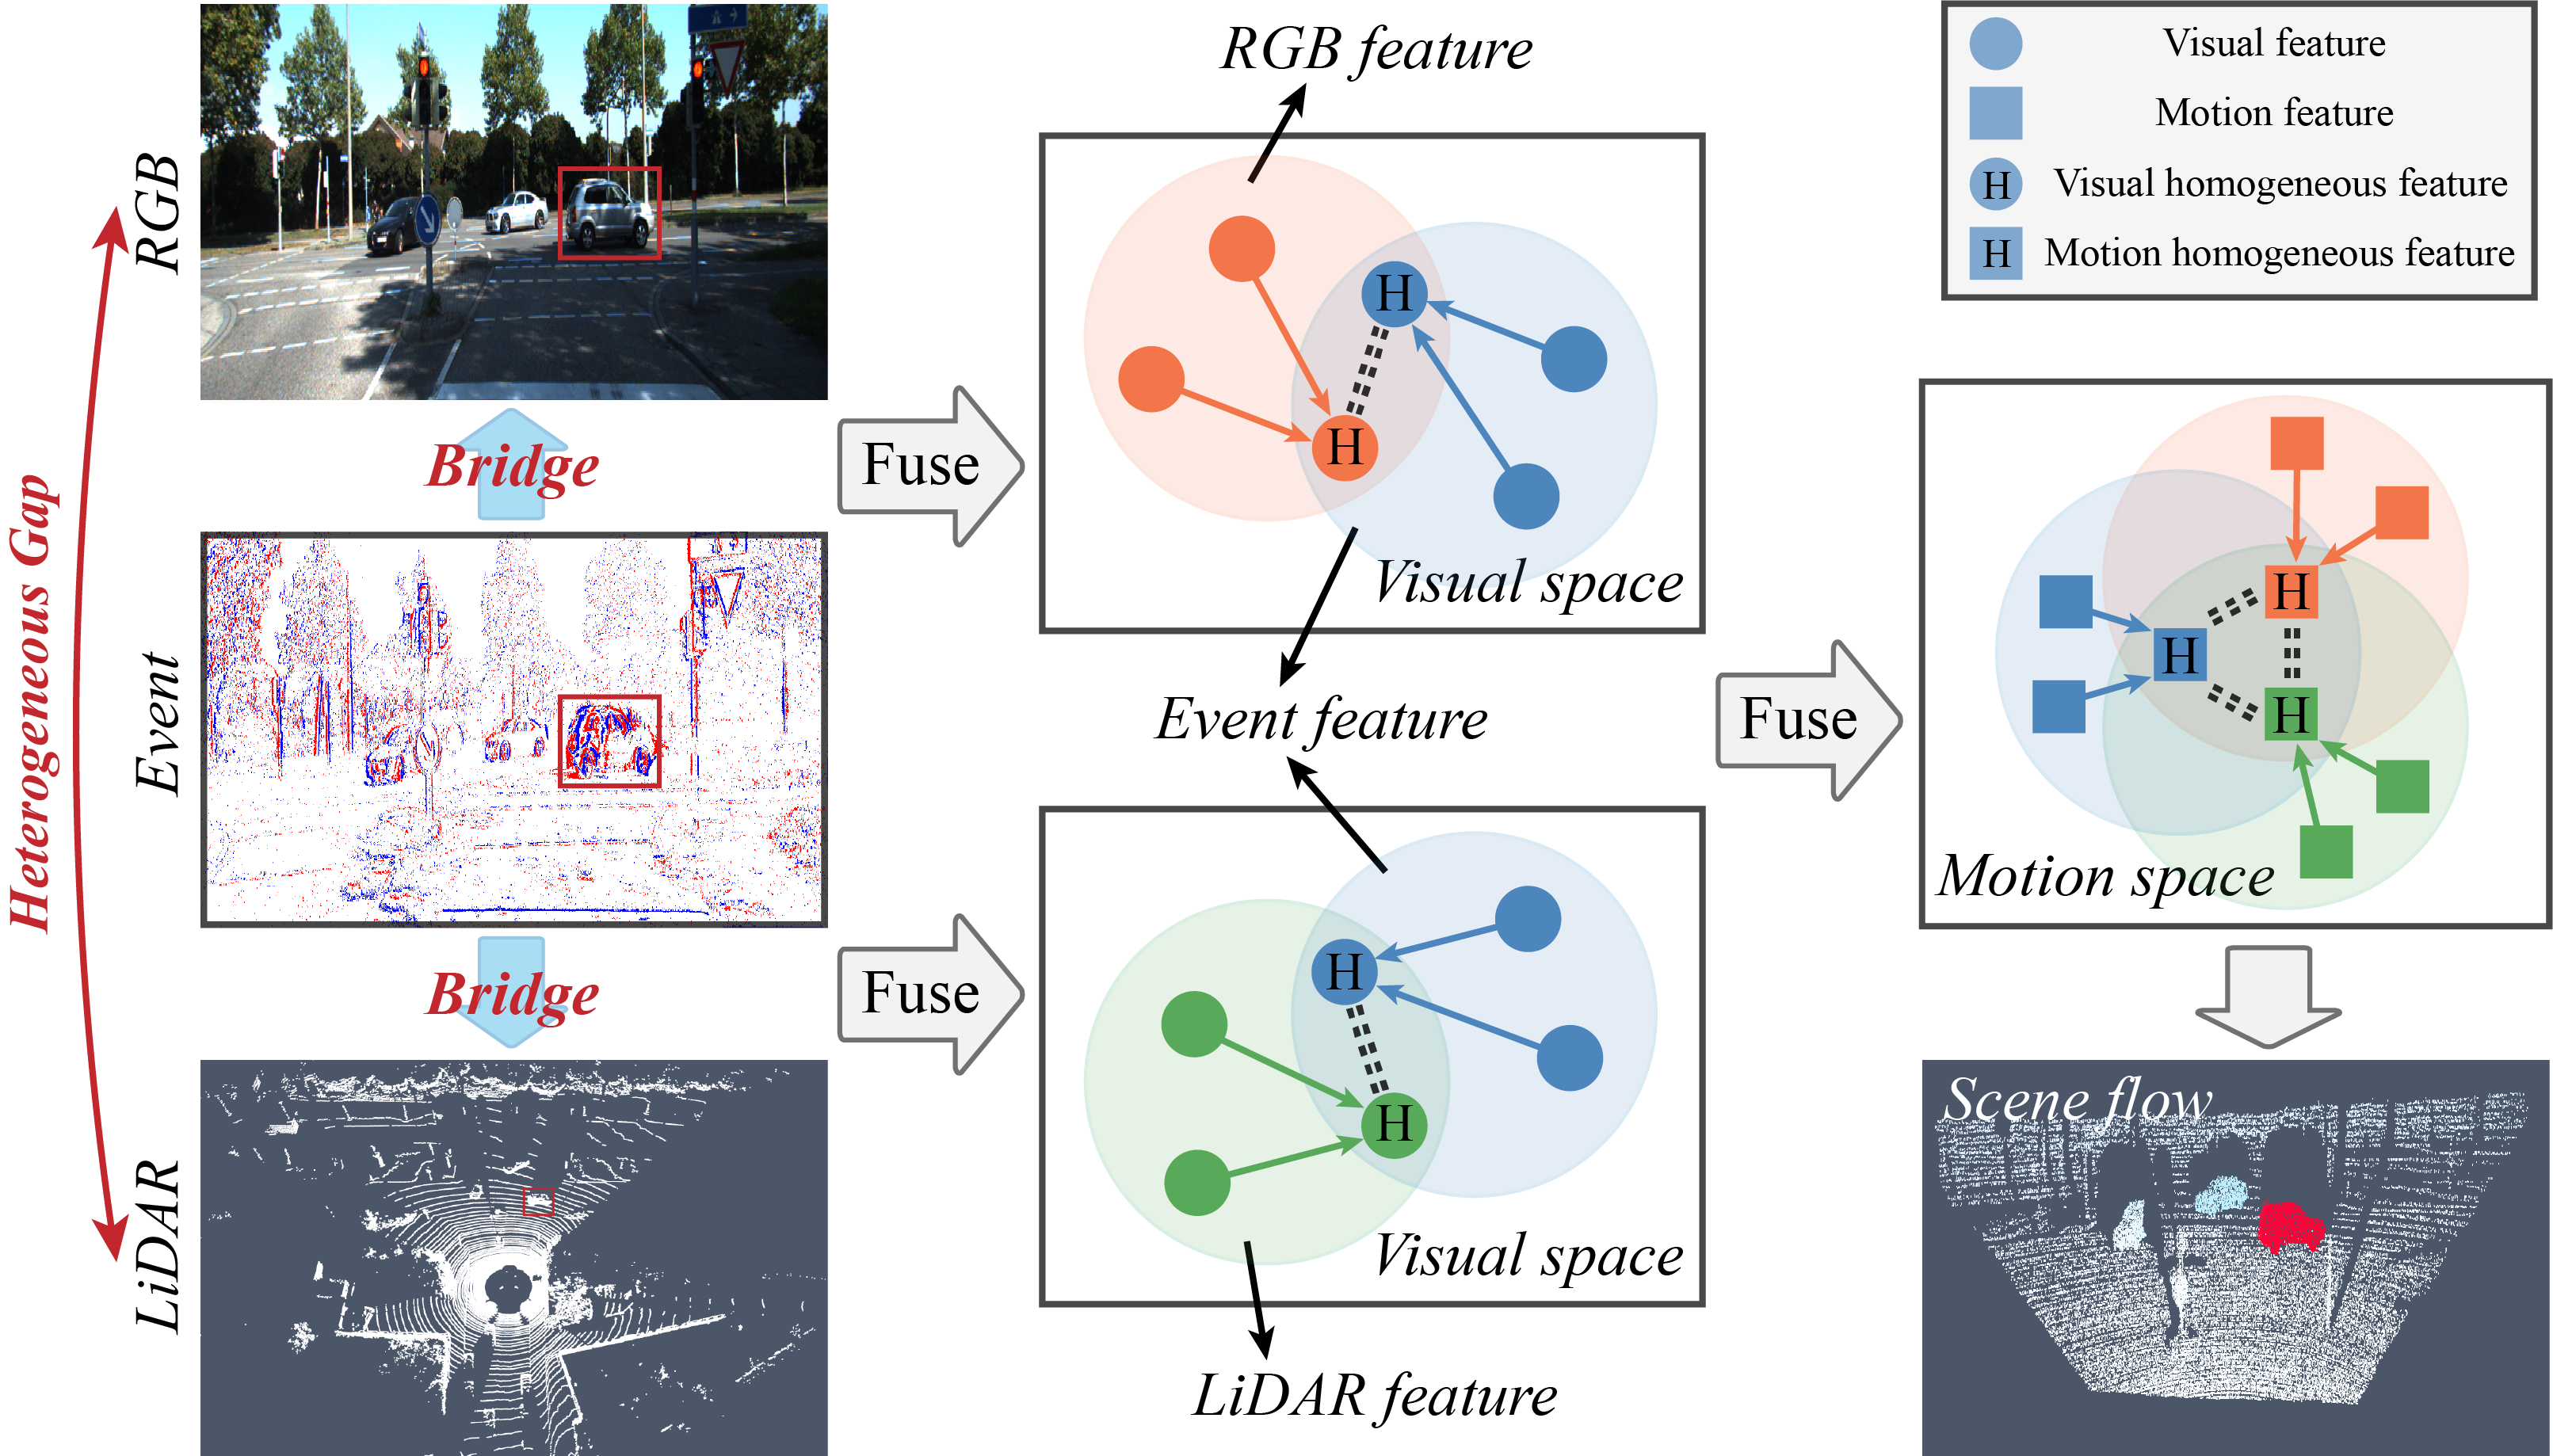 Heterogeneous Gap
RGB
Event
LiDAR
Bridge
Bridge
Fuse
Fuse
RGB feature
H
H
Visual space
Event feature
H
H
Visual space
LiDAR feature
Fuse
Visual feature
Motion feature
H Visual homogeneous feature
H Motion homogeneous feature
H
H
H
Motion space
Scene flow